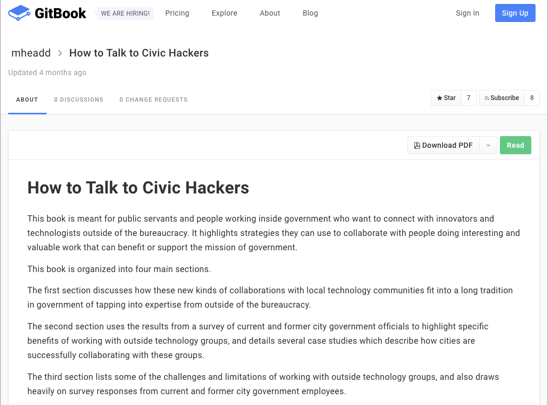 GitBook
WE ARE HIRING!
Pricing
Explore
About
Blog
Sign In
Sign Up
mheadd > How to Talk to Civic Hackers
Updated 4 months ago
ABOUT
0 DISCUSSIONS
0 CHANGE REQUESTS
Star 7
Subscribe 8
Download PDF
Read
How to Talk to Civic Hackers
This book is meant for public servants and people working inside government who want to connect with innovators and
technologists outside of the bureaucracy. It highlights strategies they can use to collaborate with people doing interesting and
valuable work that can benefit or support the mission of government.
This book is organized into four main sections.
The first section discusses how these new kinds of collaborations with local technology communities fit into a long tradition
in government of tapping into expertise from outside of the bureaucracy.
The second section uses the results from a survey of current and former city government officials to highlight specific
benefits of working with outside technology groups, and details several case studies which describe how cities are
successfully collaborating with these groups.
The third section lists some of the challenges and limitations of working with outside technology groups, and also draws
heavily on survey responses from current and former city government employees.